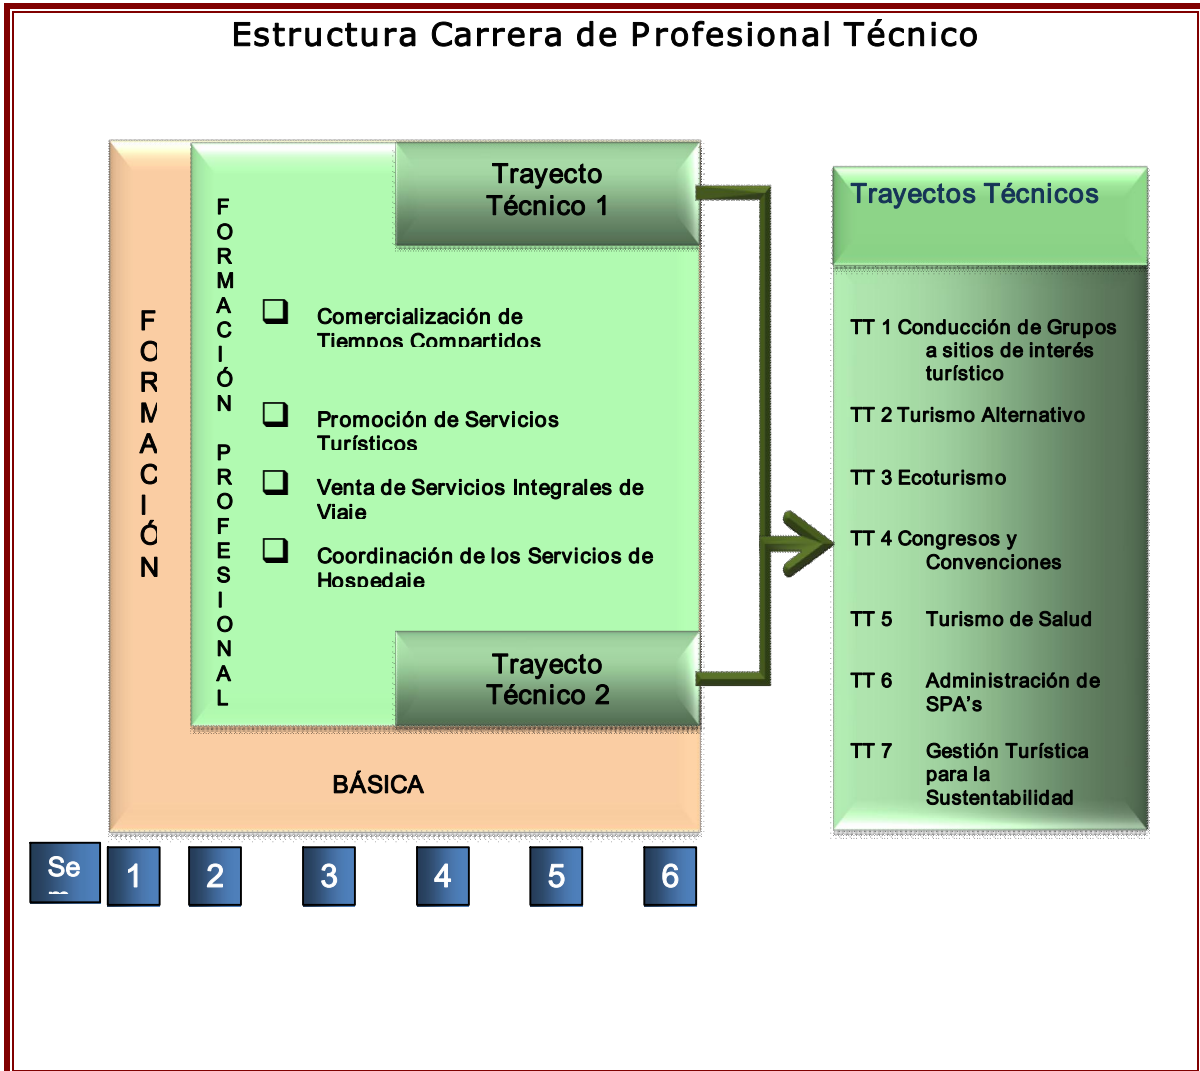 Estructura Carrera de Profesional Técnico
FORMACIÓN
BÁSICA
FORMACIÓN PROFESIONAL
Trayecto
Técnico 1
Comercialización de
Tiempos Compartidos
Promoción de Servicios
Turísticos
Venta de Servicios Integrales de
Viaje
Coordinación de los Servicios de
Hospedaje
Trayecto
Técnico 2
Trayectos Técnicos
TT 1 Conducción de Grupos
a sitios de interés
turístico
TT 2 Turismo Alternativo
TT 3 Ecoturismo
TT 4 Congresos y
Convenciones
TT 5 Turismo de Salud
TT 6 Administración de
SPA's
TT 7 Gestión Turística
para la
Sustentabilidad
Se
1 2 3 4 5 6